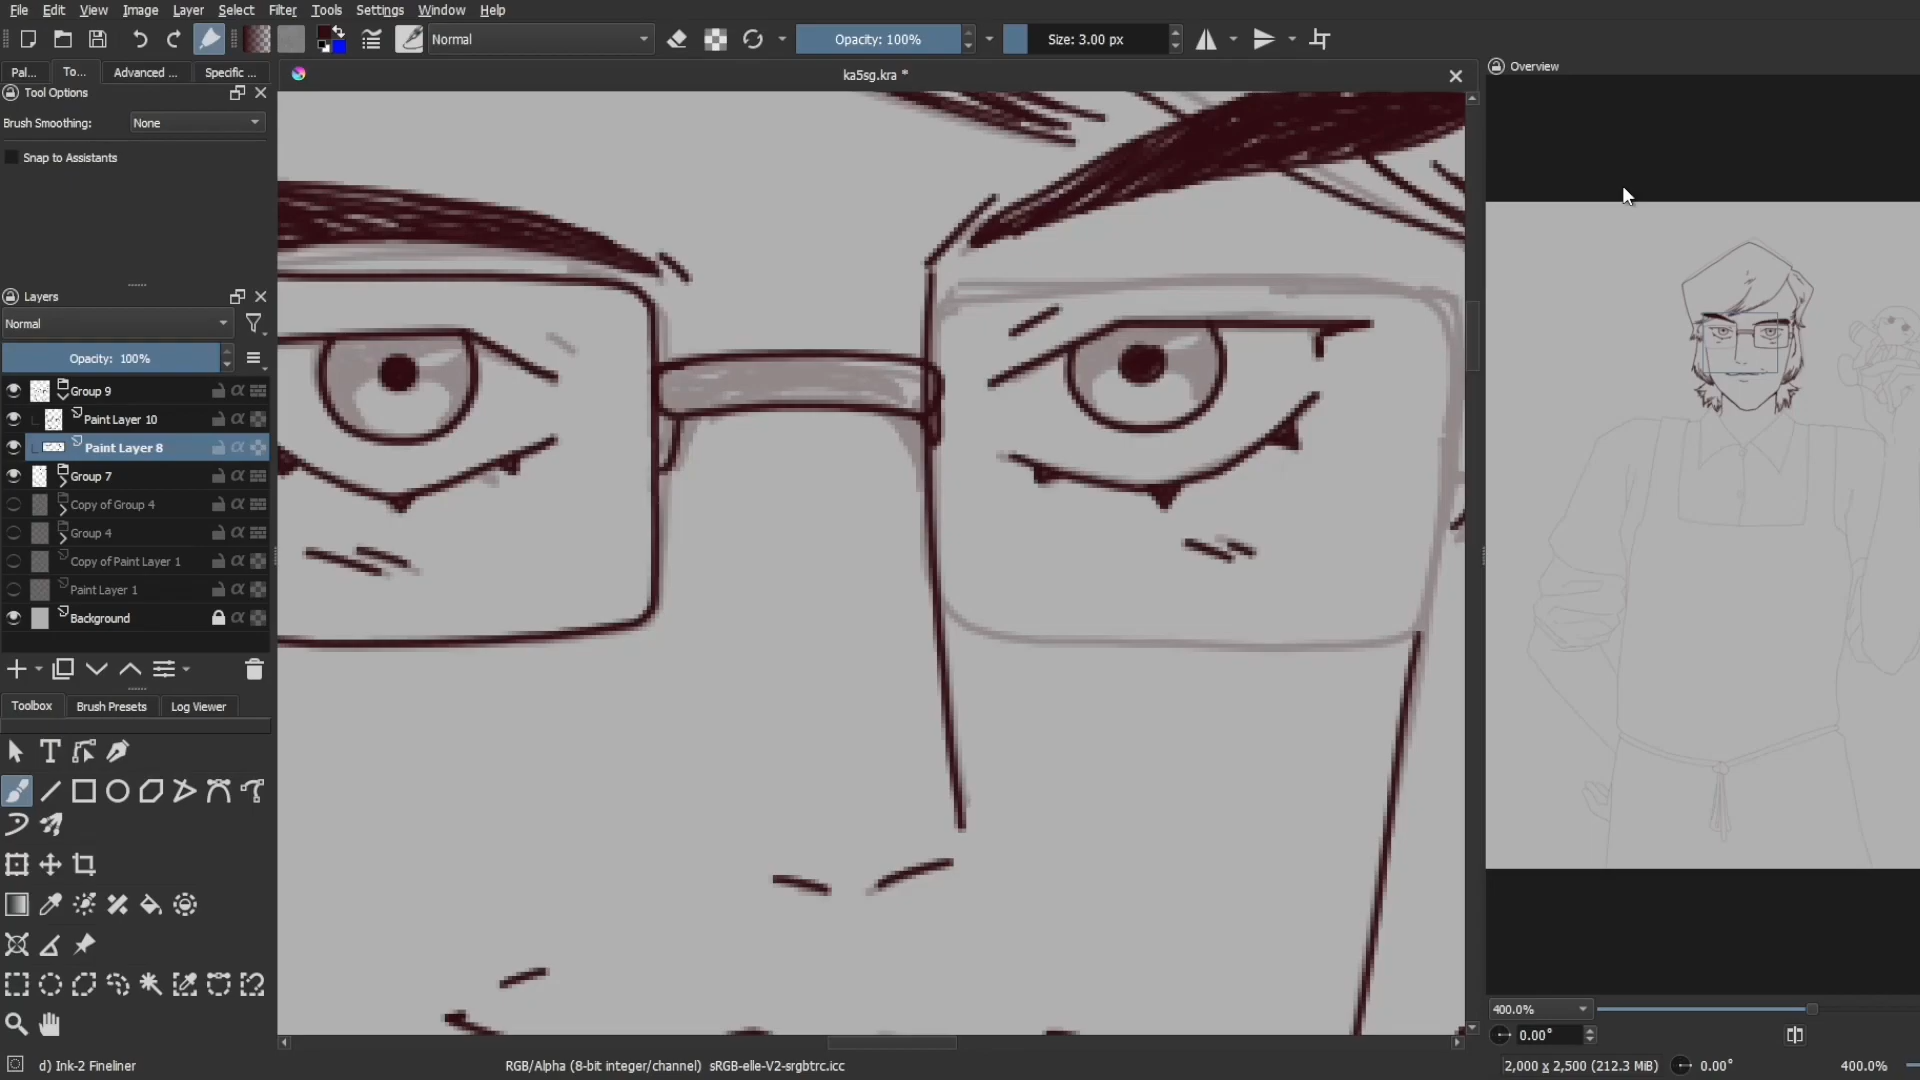 File Edit View Image Layer Select Filter Tools Settings Window Help
Normal Opacity: 100% Size: 3.00 px
Pal... To... Advanced ... Specific ...
ka5sg.kra *
Overview
Tool Options
Brush Smoothing: None
Snap to Assistants
Layers
Normal
Opacity: 100%
Group 9
Paint Layer 10
Paint Layer 8
Group 7
Copy of Group 4
Group 4
Copy of Paint Layer 1
Paint Layer 1
Background
Toolbox Brush Presets Log Viewer
400.0%
0.00°
d) Ink-2 Fineliner RGB/Alpha (8-bit integer/channel) sRGB-elle-V2-srgbtrc.icc 2,000 x 2,500 (212.3 MiB) 0.00° 400.0%